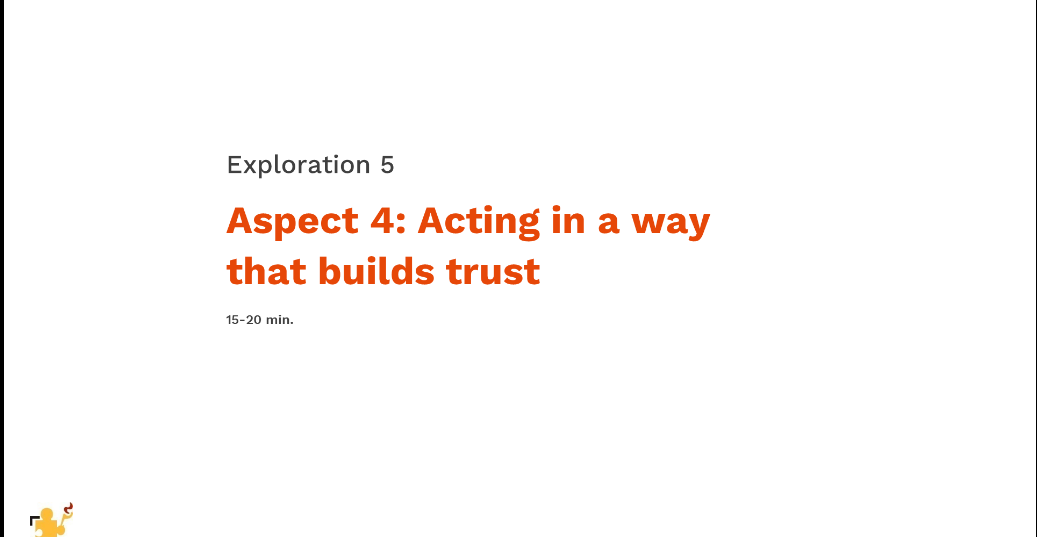 Exploration 5
Aspect 4: Acting in a way
that builds trust
15-20 min.